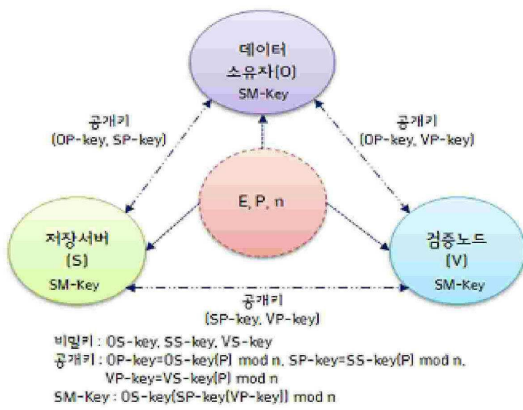 데이터
소유자(O)
SM-Key
공개키
(OP-key, SP-key)
공개키
(OP-key, VP-key)
E, P, n
저장서버
(S)
SM-Key
검증노드
(V)
SM-Key
공개키
(SP-key, VP-key)
비밀키 : OS-key, SS-key, VS-key
공개키 : OP-key=OS-key(P) mod n, SP-key=SS-key(P) mod n,
VP-key=VS-key(P) mod n
SM-Key : OS-key(SP-key(VP-key)) mod n